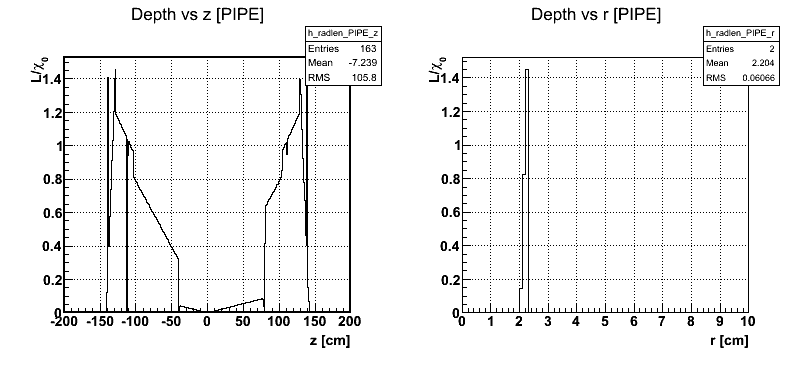 Depth vs z [PIPE]
h_radlen_PIPE_z
Entries 163
Mean -7.239
RMS 105.8
L/χ₀
1.4
1.2
1
0.8
0.6
0.4
0.2
0
-200 -150 -100 -50 0 50 100 150 200
z [cm]
Depth vs r [PIPE]
h_radlen_PIPE_r
Entries 2
Mean 2.204
RMS 0.06066
L/χ₀
1.4
1.2
1
0.8
0.6
0.4
0.2
0
0 1 2 3 4 5 6 7 8 9 10
r [cm]